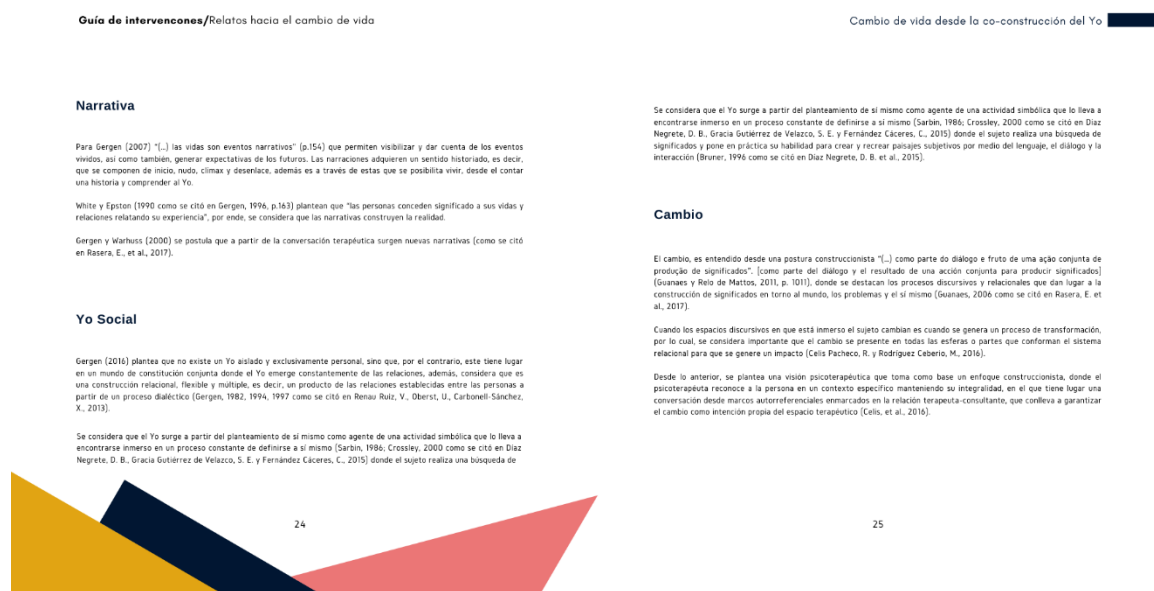 Guía de intervencones/Relatos hacia el cambio de vida
Narrativa
Para Gergen (2007) “(…) las vidas son eventos narrativos” (p.154) que permiten visibilizar y dar cuenta de los eventos
vividos, así como también, generar expectativas de los futuros. Las narraciones adquieren un sentido historiado, es decir,
que se componen de inicio, nudo, clímax y desenlace, además es a través de estas que se posibilita vivir, desde el contar
una historia y comprender al Yo.
White y Epston (1990 como se citó en Gergen, 1996, p.163) plantean que “las personas conceden significado a sus vidas y
relaciones relatando su experiencia”, por ende, se considera que las narrativas construyen la realidad.
Gergen y Warhuss (2000) se postula que a partir de la conversación terapéutica surgen nuevas narrativas (como se citó
en Rasera, E., et al., 2017).
Yo Social
Gergen (2016) plantea que no existe un Yo aislado y exclusivamente personal, sino que, por el contrario, este tiene lugar
en un mundo de constitución conjunta donde el Yo emerge constantemente de las relaciones, además, considera que es
una construcción relacional, flexible y múltiple, es decir, un producto de las relaciones establecidas entre las personas a
partir de un proceso dialéctico (Gergen, 1982, 1994, 1997 como se citó en Renau Ruiz, V., Oberst, U., Carbonell-Sánchez,
X., 2013).
Se considera que el Yo surge a partir del planteamiento de sí mismo como agente de una actividad simbólica que lo lleva a
encontrarse inmerso en un proceso constante de definirse a sí mismo (Sarbin, 1986; Crossley, 2000 como se citó en Díaz
Negrete, D. B., Gracia Gutiérrez de Velazco, S. E. y Fernández Cáceres, C., 2015) donde el sujeto realiza una búsqueda de
24
Cambio de vida desde la co-construcción del Yo
Se considera que el Yo surge a partir del planteamiento de sí mismo como agente de una actividad simbólica que lo lleva a
encontrarse inmerso en un proceso constante de definirse a sí mismo (Sarbin, 1986; Crossley, 2000 como se citó en Díaz
Negrete, D. B., Gracia Gutiérrez de Velazco, S. E. y Fernández Cáceres, C., 2015) donde el sujeto realiza una búsqueda de
significados y pone en práctica su habilidad para crear y recrear paisajes subjetivos por medio del lenguaje, el diálogo y la
interacción (Bruner, 1996 como se citó en Díaz Negrete, D. B. et al., 2015).
Cambio
El cambio, es entendido desde una postura construccionista “(…) como parte do diálogo e fruto de uma ação conjunta de
produção de significados”. [como parte del diálogo y el resultado de una acción conjunta para producir significados]
(Guanaes y Relo de Mattos, 2011, p. 1011), donde se destacan los procesos discursivos y relacionales que dan lugar a la
construcción de significados en torno al mundo, los problemas y el sí mismo (Guanaes, 2006 como se citó en Rasera, E. et
al., 2017).
Cuando los espacios discursivos en que está inmerso el sujeto cambian es cuando se genera un proceso de transformación,
por lo cual, se considera importante que el cambio se presente en todas las esferas o partes que conforman el sistema
relacional para que se genere un impacto (Celis Pacheco, R. y Rodríguez Ceberio, M., 2016).
Desde lo anterior, se plantea una visión psicoterapéutica que toma como base un enfoque construccionista, donde el
psicoterapéuta reconoce a la persona en un contexto específico manteniendo su integralidad, en el que tiene lugar una
conversación desde marcos autorreferenciales enmarcados en la relación terapeuta-consultante, que conlleva a garantizar
el cambio como intención propia del espacio terapéutico (Celis, et al., 2016).
25